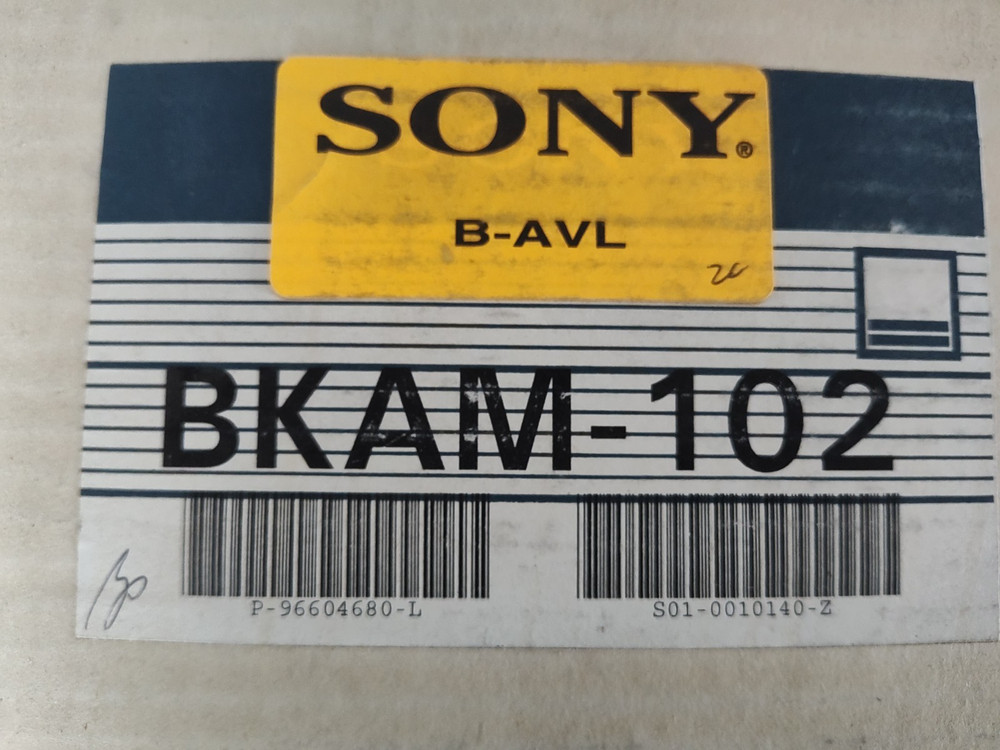 SONY®
B-AVL
BKAM-102
P-96604680-L
S01-0010140-Z